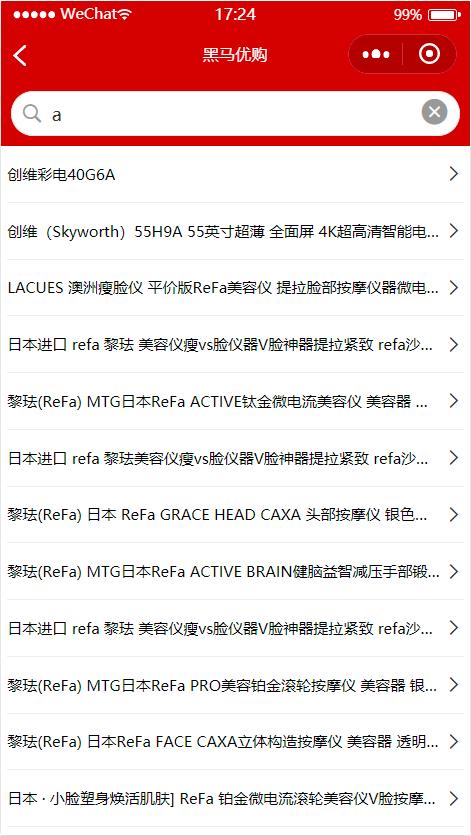 WeChat 17:24 99%
黑马优购
a
创维彩电40G6A
创维（Skyworth）55H9A 55英寸超薄 全面屏 4K超高清智能电...
LACUES 澳洲瘦脸仪 平价版ReFa美容仪 提拉脸部按摩仪器微电...
日本进口 refa 黎珐 美容仪瘦vs脸仪器V脸神器提拉紧致 refa沙...
黎珐(ReFa) MTG日本ReFa ACTIVE钛金微电流美容仪 美容器 ...
日本进口 refa 黎珐美容仪瘦vs脸仪器V脸神器提拉紧致 refa沙...
黎珐(ReFa) 日本 ReFa GRACE HEAD CAXA 头部按摩仪 银色...
黎珐(ReFa) MTG日本ReFa ACTIVE BRAIN健脑益智减压手部锻...
日本进口 refa 黎珐 美容仪瘦vs脸仪器V脸神器提拉紧致 refa沙...
黎珐(ReFa) MTG日本ReFa PRO美容铂金滚轮按摩仪 美容器 银...
黎珐(ReFa) 日本ReFa FACE CAXA立体构造按摩仪 美容器 透明...
日本 · 小脸塑身焕活肌肤] ReFa 铂金微电流滚轮美容仪V脸按摩...